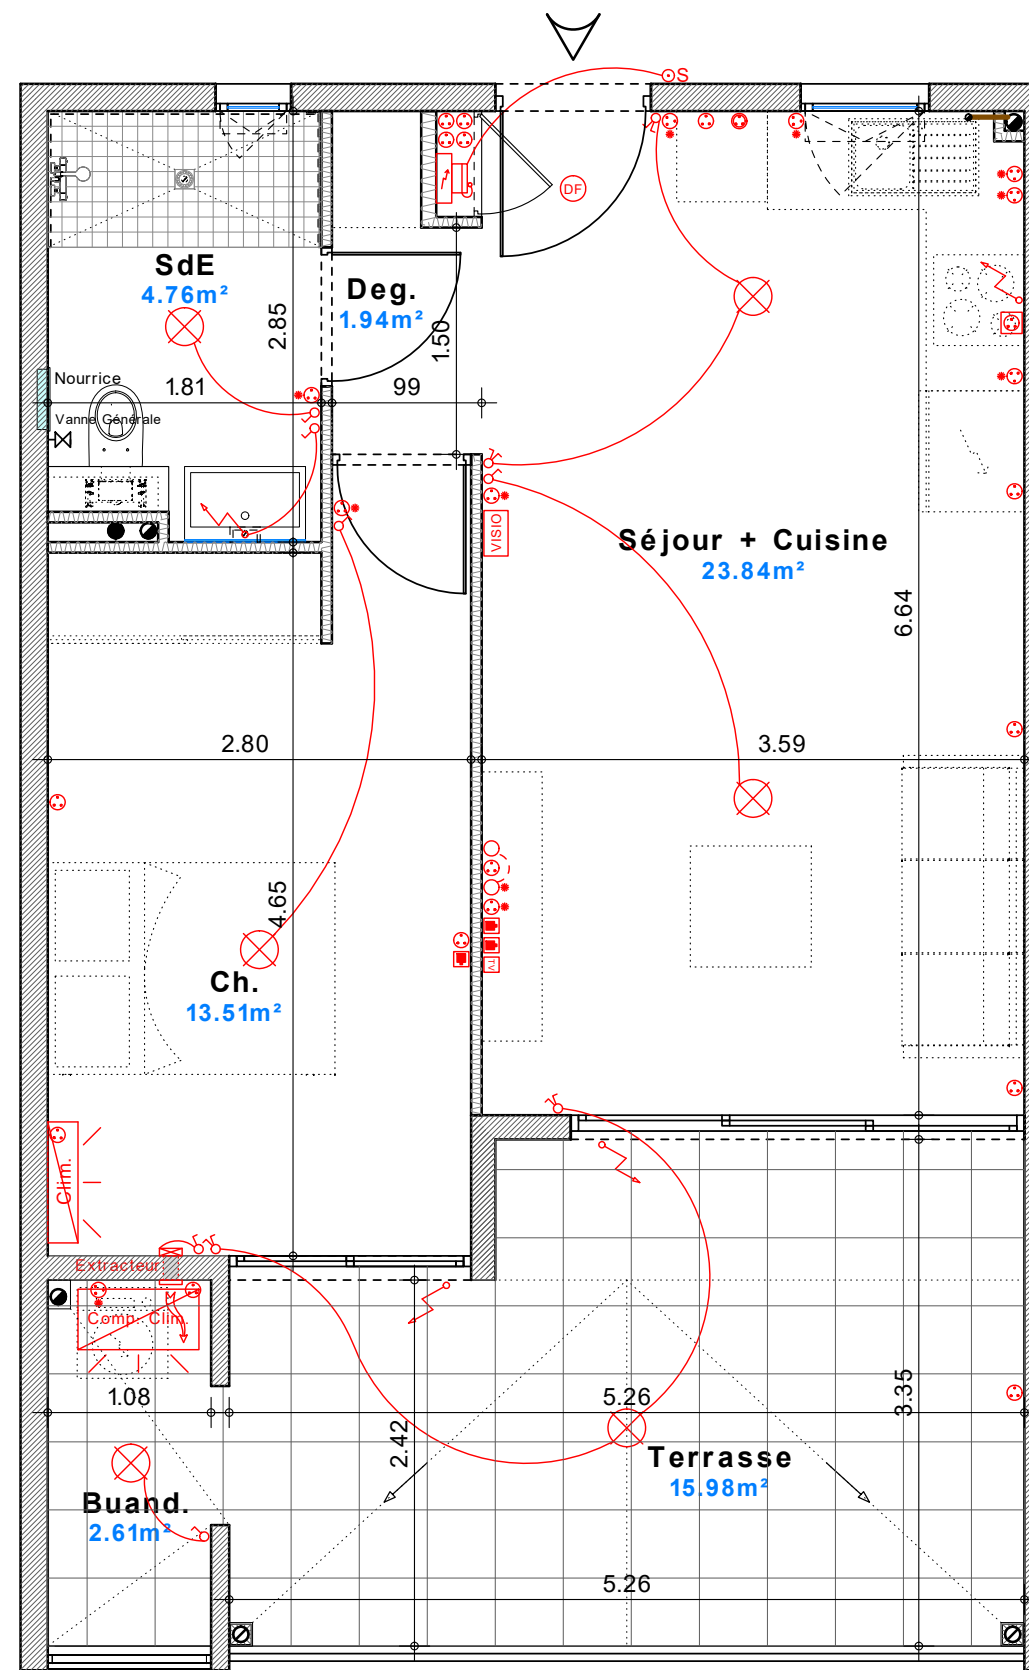 S
DF
SdE
4.76m²
Deg.
1.94m²
2.85
1.50
Nourrice
1.81
99
Vanne Générale
VISIO
Séjour + Cuisine
23.84m²
6.64
2.80
3.59
4.65
TV
Ch.
13.51m²
Clim.
Extracteur
Comp. Clim.
1.08
5.26
3.35
2.42
Terrasse
15.98m²
Buand.
2.61m²
5.26